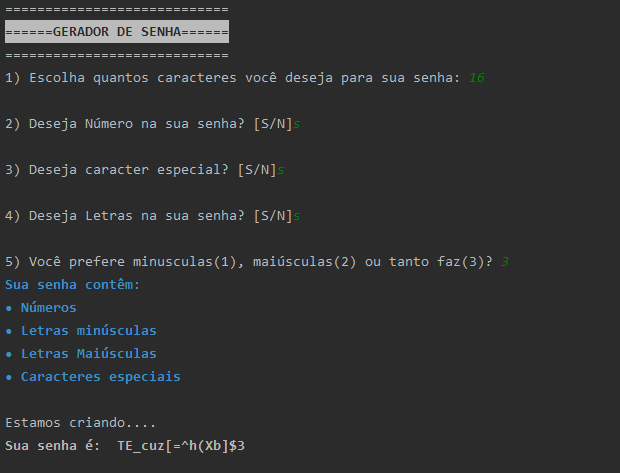 ============================
======GERADOR DE SENHA======
============================
1) Escolha quantos caracteres você deseja para sua senha: 16
2) Deseja Número na sua senha? [S/N]s
3) Deseja caracter especial? [S/N]s
4) Deseja Letras na sua senha? [S/N]s
5) Você prefere minusculas(1), maiúsculas(2) ou tanto faz(3)? 3
Sua senha contêm:
• Números
• Letras minúsculas
• Letras Maiúsculas
• Caracteres especiais
Estamos criando....
Sua senha é:  TE_cuz[=^h(Xb]$3